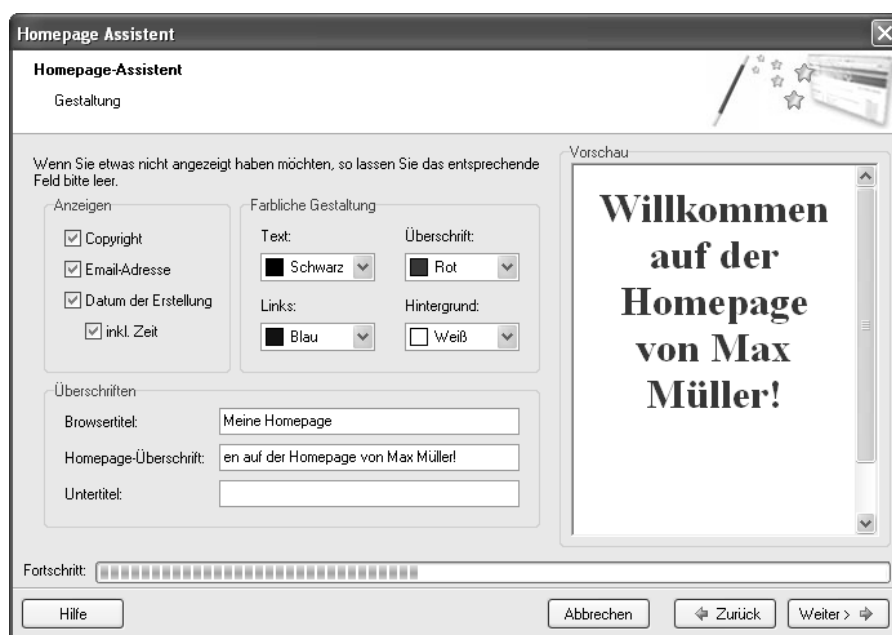 Homepage Assistent
Homepage-Assistent
Gestaltung
Wenn Sie etwas nicht angezeigt haben möchten, so lassen Sie das entsprechende
Feld bitte leer.
Anzeigen
Copyright
Email-Adresse
Datum der Erstellung
inkl. Zeit
Farbliche Gestaltung
Text:
Schwarz
Überschrift:
Rot
Links:
Blau
Hintergrund:
Weiß
Überschriften
Browsertitel:
Meine Homepage
Homepage-Überschrift:
en auf der Homepage von Max Müller!
Untertitel:
Vorschau
Willkommen
auf der
Homepage
von Max
Müller!
Fortschritt:
Hilfe
Abbrechen
Zurück
Weiter >